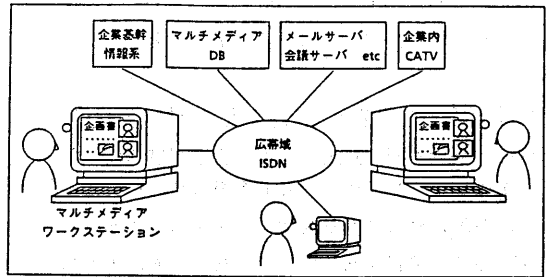 企業基幹
情報系
マルチメディア
DB
メールサーバ
会議サーバ etc
企業内
CATV
企画書
広帯域
ISDN
企画書
マルチメディア
ワークステーション